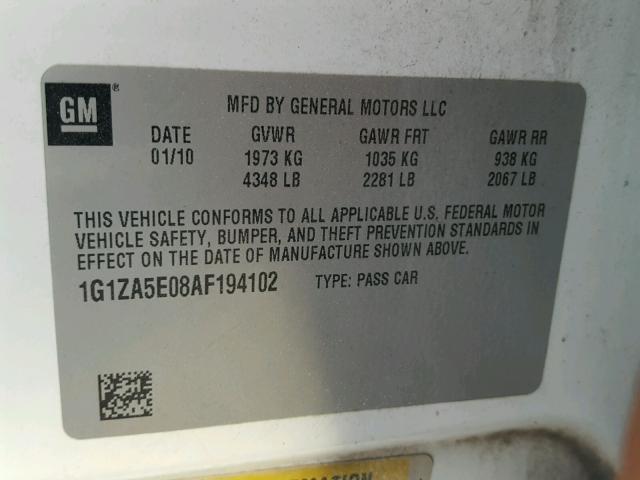 GM®
MFD BY GENERAL MOTORS LLC
DATE GVWR GAWR FRT GAWR RR
01/10 1973 KG 1035 KG 938 KG
4348 LB 2281 LB 2067 LB
THIS VEHICLE CONFORMS TO ALL APPLICABLE U.S. FEDERAL MOTOR
VEHICLE SAFETY, BUMPER, AND THEFT PREVENTION STANDARDS IN
EFFECT ON THE DATE OF MANUFACTURE SHOWN ABOVE.
1G1ZA5E08AF194102 TYPE: PASS CAR